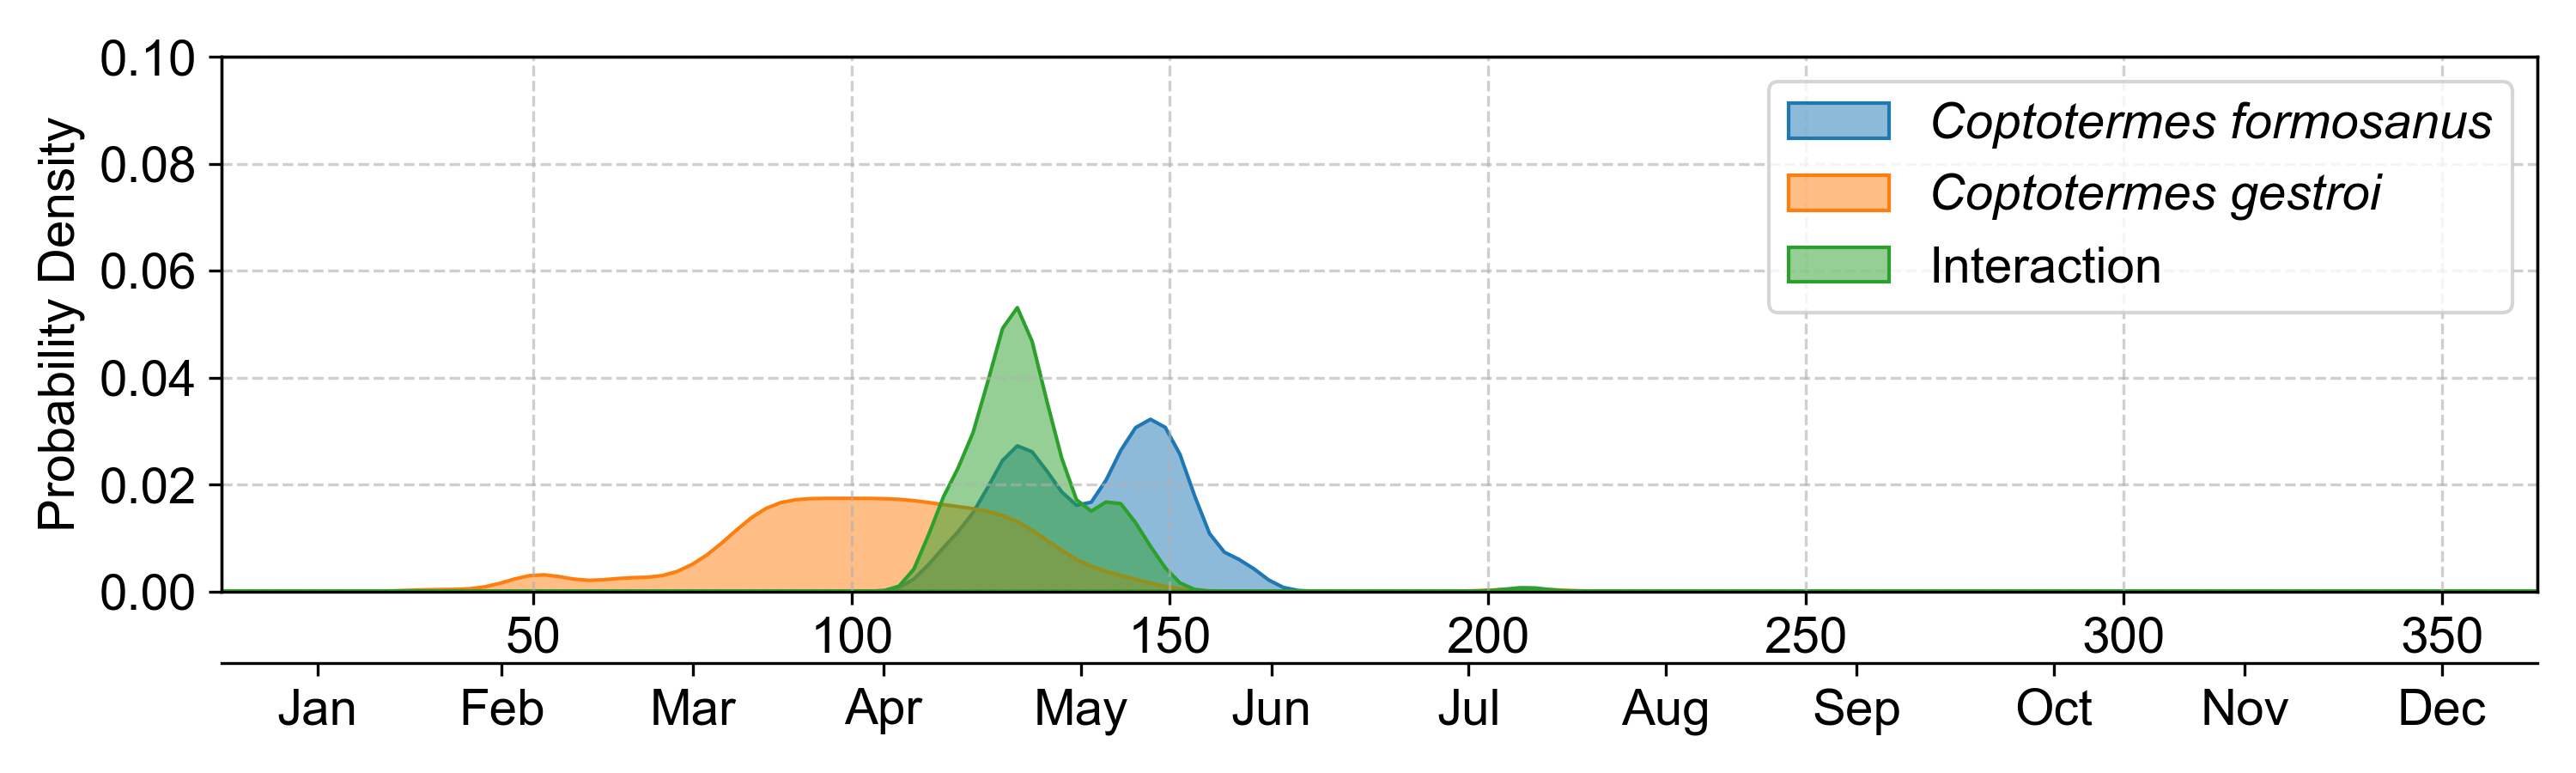 0.10
0.08
0.06
0.04
0.02
0.00
Probability Density
Coptotermes formosanus
Coptotermes gestroi
Interaction
50 100 150 200 250 300 350
Jan Feb Mar Apr May Jun Jul Aug Sep Oct Nov Dec